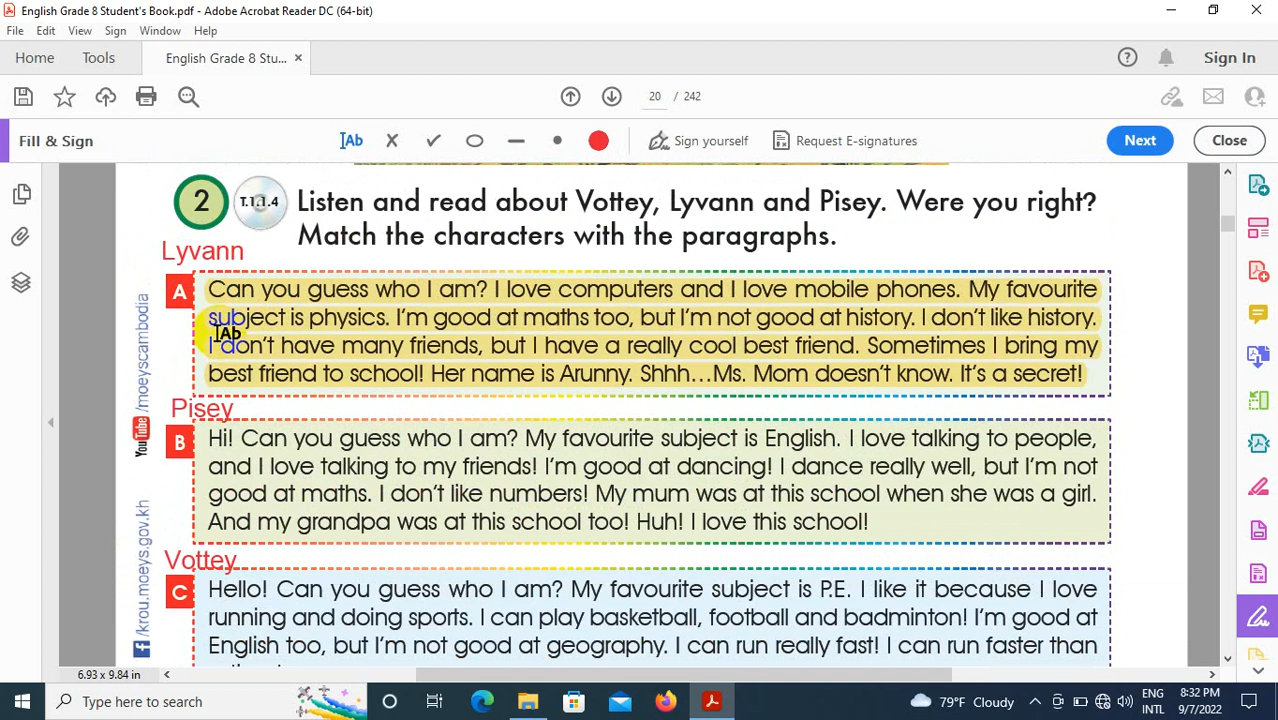 English Grade 8 Student's Book.pdf - Adobe Acrobat Reader DC (64-bit)
File Edit View Sign Window Help
Home Tools English Grade 8 Stu... × Sign In
20 / 242
Fill & Sign Ab Sign yourself Request E-signatures Next Close
2 T.1.1.4 Listen and read about Vottey, Lyvann and Pisey. Were you right?
Match the characters with the paragraphs.
Lyvann
A Can you guess who I am? I love computers and I love mobile phones. My favourite
subject is physics. I'm good at maths too, but I'm not good at history. I don't like history.
Ab
I don't have many friends, but I have a really cool best friend. Sometimes I bring my
best friend to school! Her name is Arunny. Shhh...Ms. Mom doesn't know. It's a secret!
Pisey
B Hi! Can you guess who I am? My favourite subject is English. I love talking to people,
and I love talking to my friends! I'm good at dancing! I dance really well, but I'm not
good at maths. I don't like numbers! My mum was at this school when she was a girl.
And my grandpa was at this school too! Huh! I love this school!
Vottey
C Hello! Can you guess who I am? My favourite subject is P.E. I like it because I love
running and doing sports. I can play basketball, football and badminton! I'm good at
English too, but I'm not good at geography. I can run really fast! I can run faster than
YouTube /moeyscambodia
/krou.moeys.gov.kh
6.93 x 9.84 in
Type here to search
79°F Cloudy
ENG
INTL
8:32 PM
9/7/2022